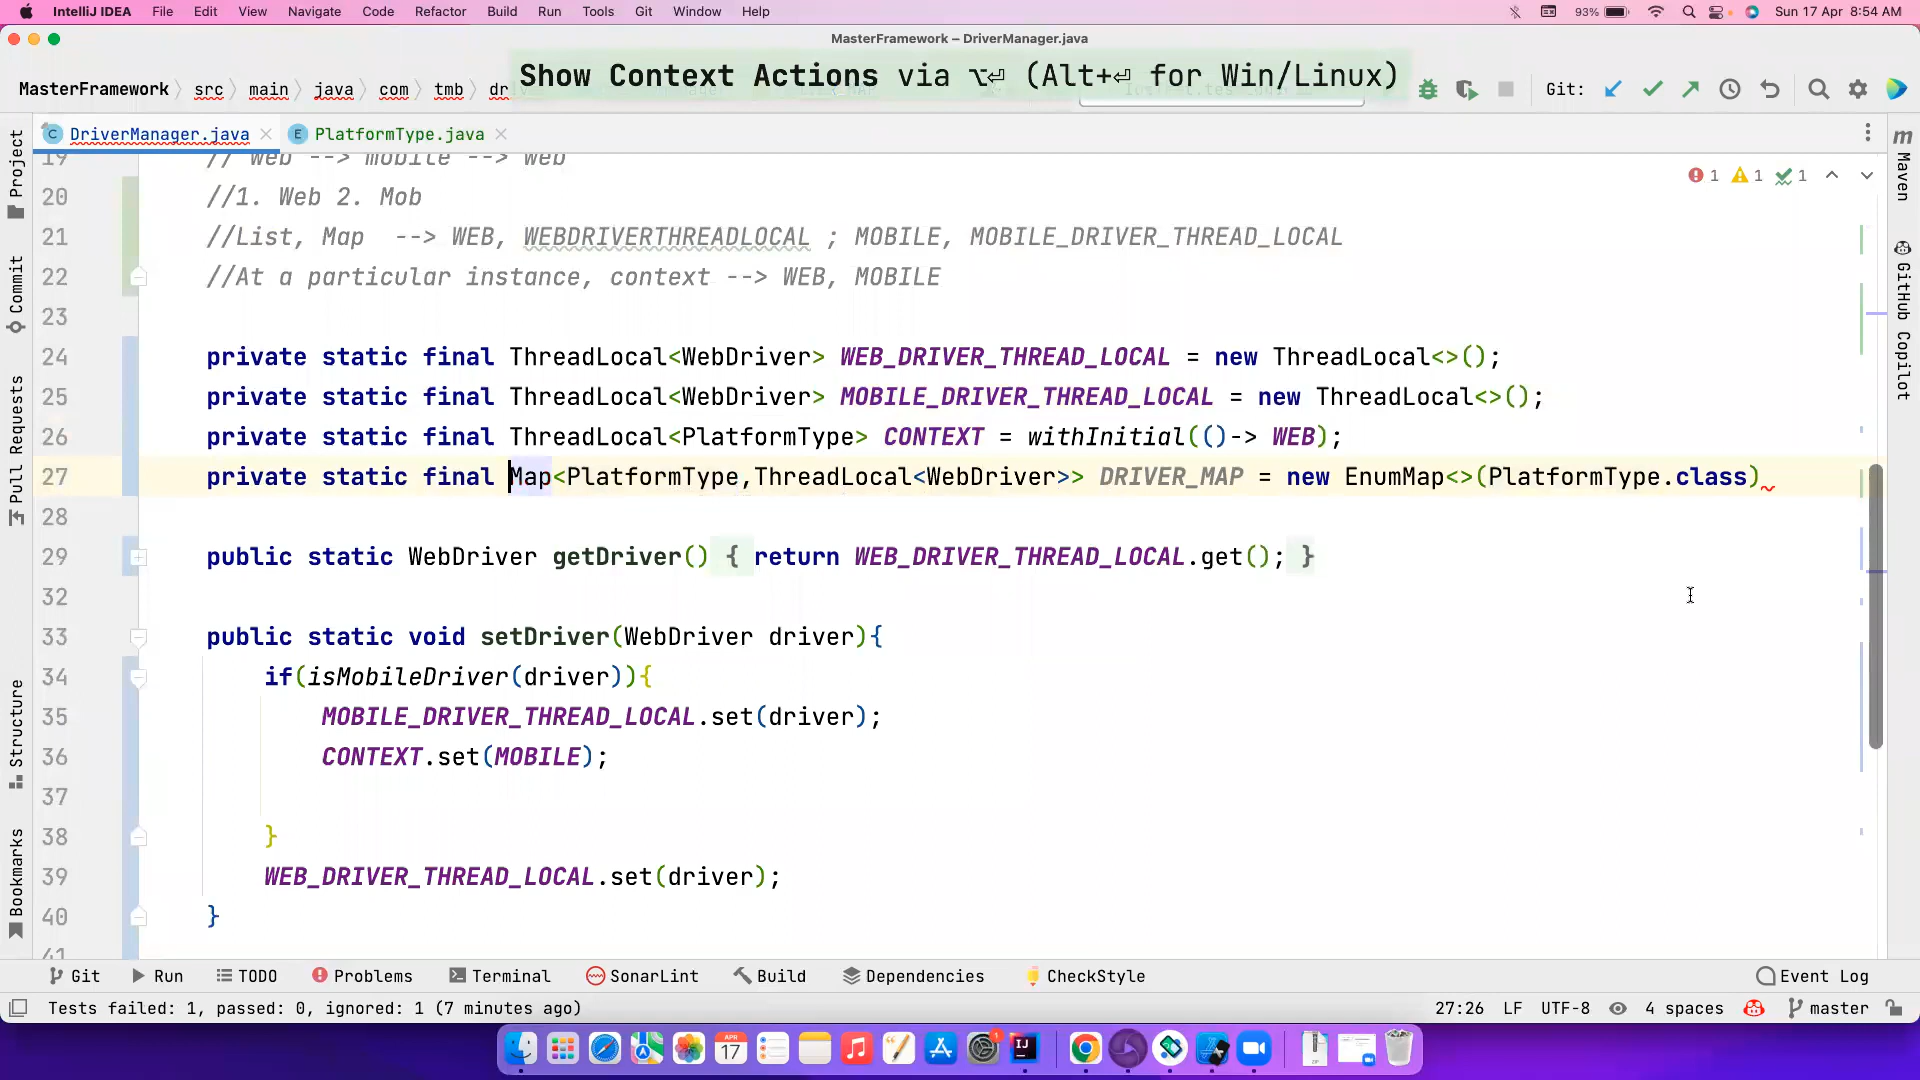 IntelliJ IDEA File Edit View Navigate Code Refactor Build Run Tools Git Window Help 93% Sun 17 Apr 8:54 AM
MasterFramework – DriverManager.java
Show Context Actions via ⌥⏎ (Alt+⏎ for Win/Linux)
MasterFramework src main java com tmb Git:
DriverManager.java PlatformType.java
19 // Web --> mobile --> Web
20 //1. Web 2. Mob
21 //List, Map --> WEB, WEBDRIVERTHREADLOCAL ; MOBILE, MOBILE_DRIVER_THREAD_LOCAL
22 //At a particular instance, context --> WEB, MOBILE
23
24 private static final ThreadLocal<WebDriver> WEB_DRIVER_THREAD_LOCAL = new ThreadLocal<>();
25 private static final ThreadLocal<WebDriver> MOBILE_DRIVER_THREAD_LOCAL = new ThreadLocal<>();
26 private static final ThreadLocal<PlatformType> CONTEXT = withInitial(()-> WEB);
27 private static final Map<PlatformType,ThreadLocal<WebDriver>> DRIVER_MAP = new EnumMap<>(PlatformType.class)
28
29 public static WebDriver getDriver() { return WEB_DRIVER_THREAD_LOCAL.get(); }
32
33 public static void setDriver(WebDriver driver){
34 if(isMobileDriver(driver)){
35 MOBILE_DRIVER_THREAD_LOCAL.set(driver);
36 CONTEXT.set(MOBILE);
37
38 }
39 WEB_DRIVER_THREAD_LOCAL.set(driver);
40 }
41
1 1 1
Project
Commit
Pull Requests
Structure
Bookmarks
Maven
GitHub Copilot
Git Run TODO Problems Terminal SonarLint Build Dependencies CheckStyle Event Log
Tests failed: 1, passed: 0, ignored: 1 (7 minutes ago) 27:26 LF UTF-8 4 spaces master
APR
17
1
IJ